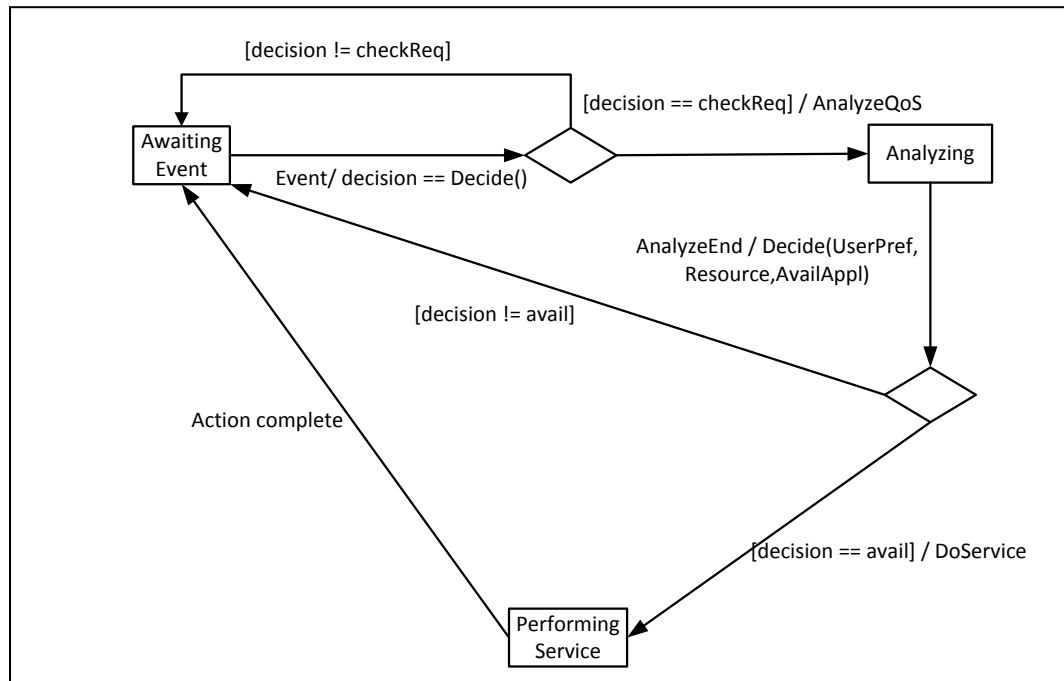 [decision != checkReq]
[decision == checkReq] / AnalyzeQoS
Awaiting
Event
Analyzing
Event/ decision == Decide()
AnalyzeEnd / Decide(UserPref,
Resource,AvailAppl)
[decision != avail]
Action complete
[decision == avail] / DoService
Performing
Service